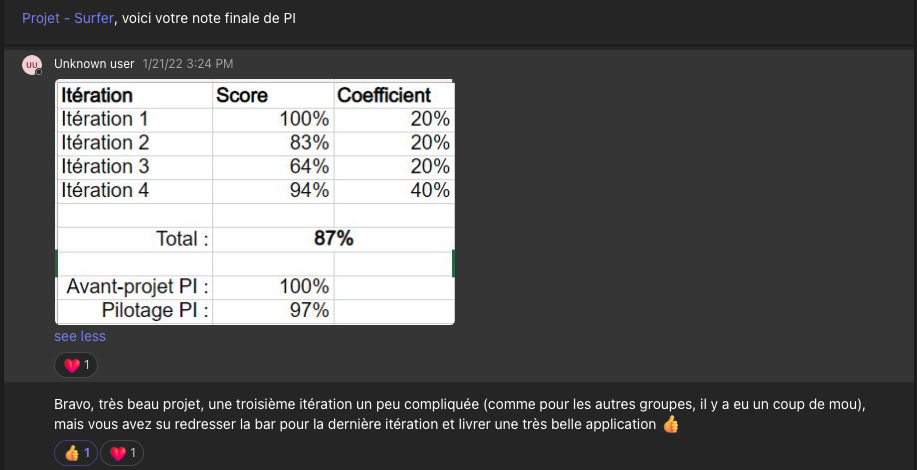 Projet - Surfer, voici votre note finale de PI
UU
Unknown user 1/21/22 3:24 PM
Itération Score Coefficient
Itération 1 100% 20%
Itération 2 83% 20%
Itération 3 64% 20%
Itération 4 94% 40%
Total : 87%
Avant-projet PI : 100%
Pilotage PI : 97%
see less
1
Bravo, très beau projet, une troisième itération un peu compliquée (comme pour les autres groupes, il y a eu un coup de mou),
mais vous avez su redresser la bar pour la dernière itération et livrer une très belle application 👍
1 1